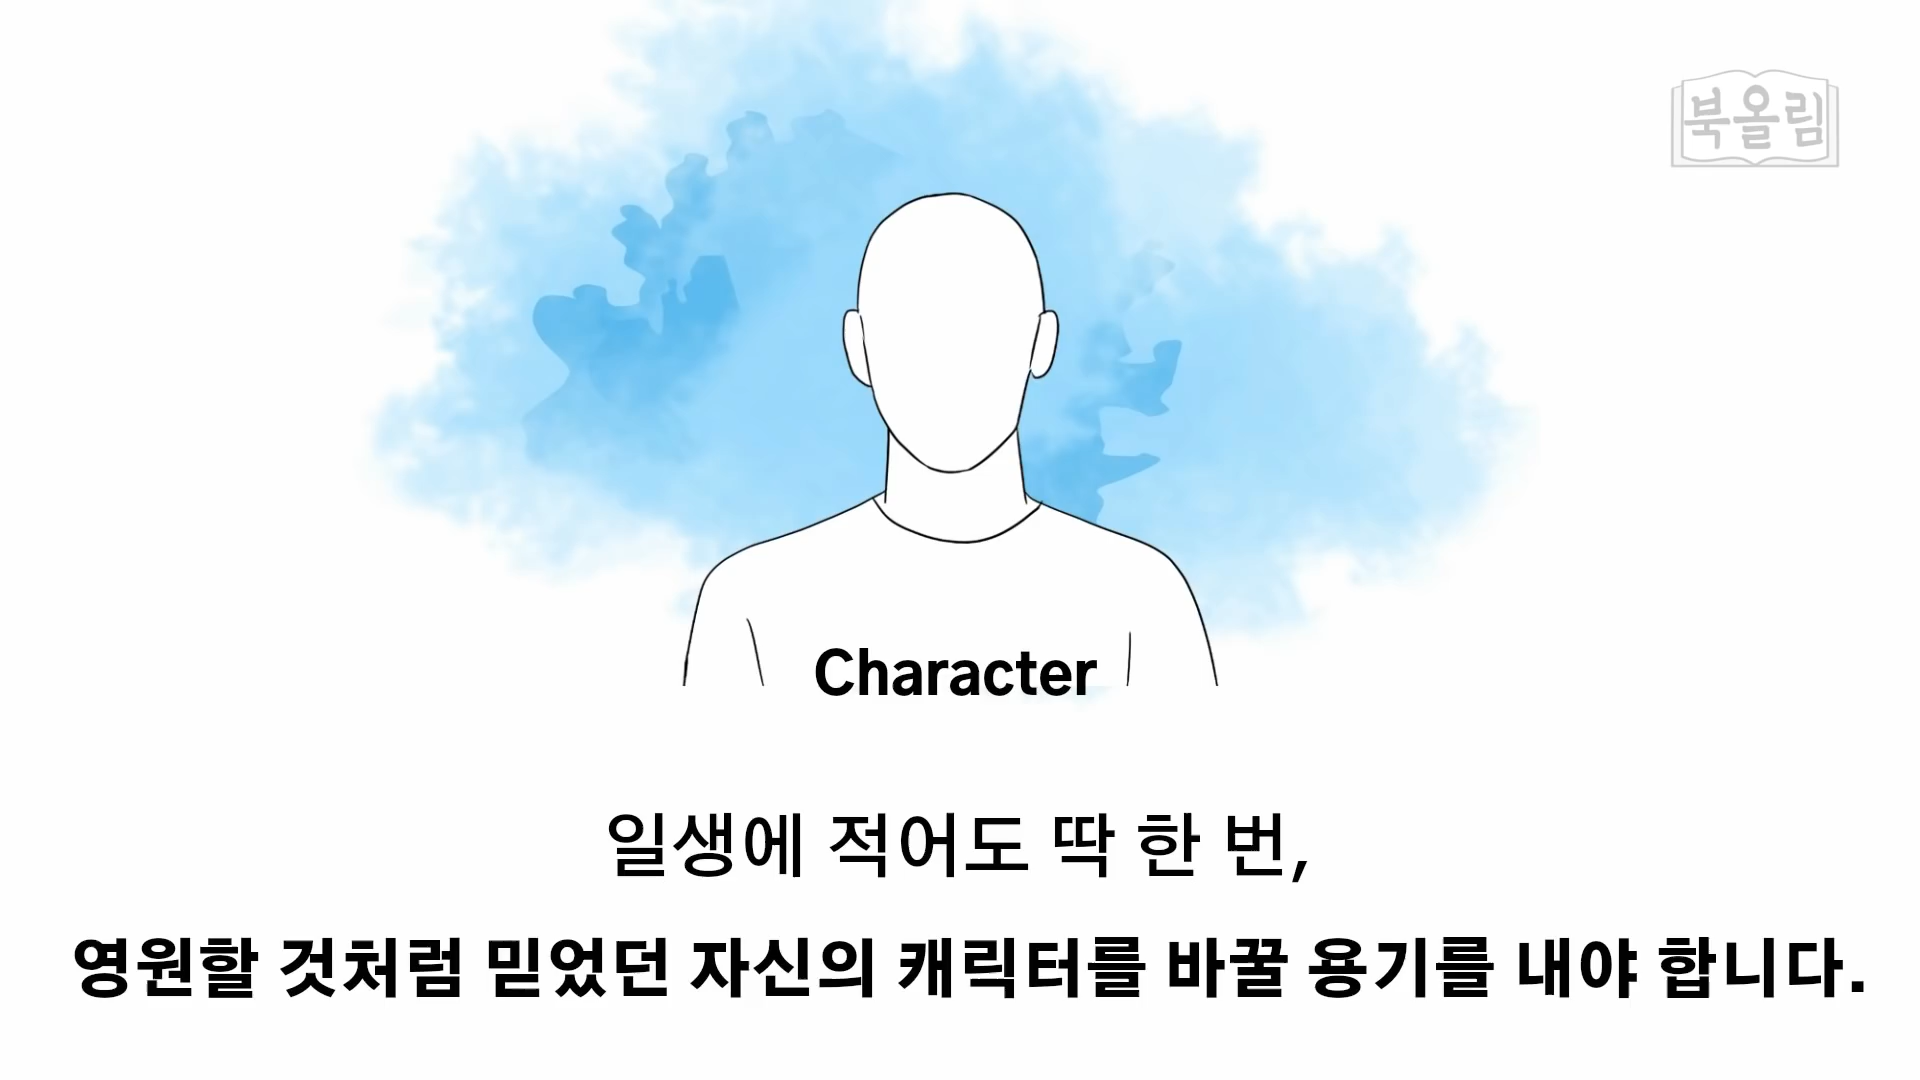 북올림
Character
일생에 적어도 딱 한 번,
영원할 것처럼 믿었던 자신의 캐릭터를 바꿀 용기를 내야 합니다.